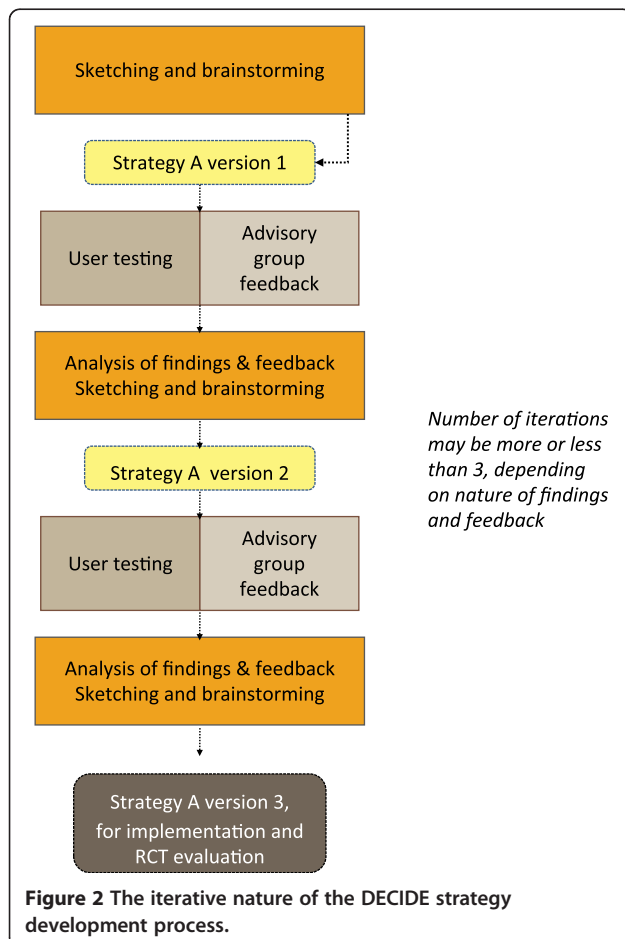 Sketching and brainstorming
Strategy A version 1
User testing
Advisory
group
feedback
Analysis of findings & feedback
Sketching and brainstorming
Number of iterations
may be more or less
than 3, depending
on nature of findings
and feedback
Strategy A version 2
User testing
Advisory
group
feedback
Analysis of findings & feedback
Sketching and brainstorming
Strategy A version 3,
for implementation and
RCT evaluation
Figure 2 The iterative nature of the DECIDE strategy
development process.